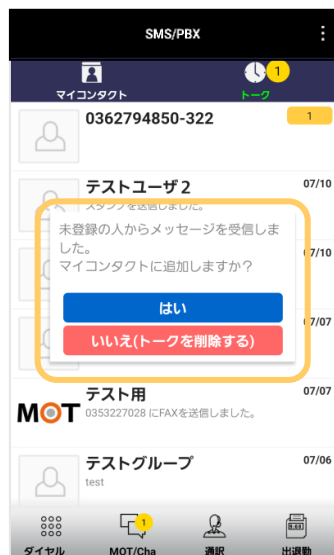 SMS/PBX
マイコンタクト
1
トーク
0362794850-322
1
テストユーザ2
07/10
スタンプを送信しました。
未登録の人からメッセージを受信しま
した。
マイコンタクトに追加しますか？
7/10
はい
いいえ(トークを削除する)
07/07
テスト用
07/07
MOT
0353227028 にFAXを送信しました。
テストグループ
07/06
test
ダイヤル
1
MOT/Cha
通訳
出退勤